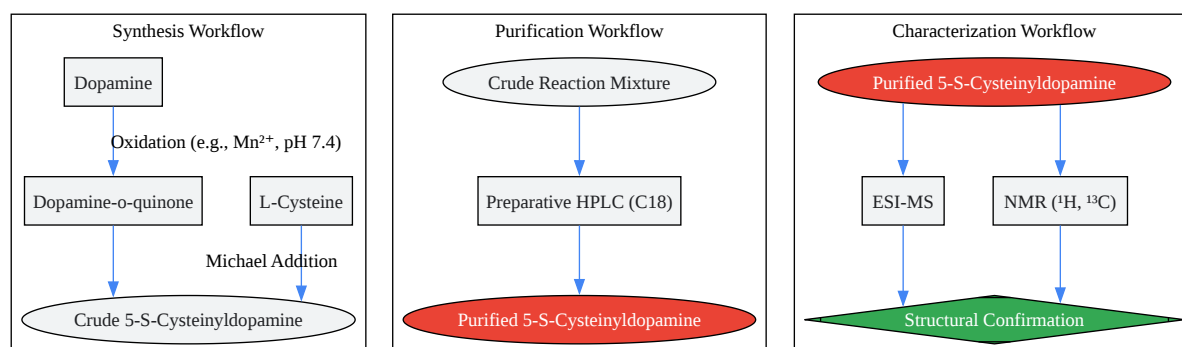 Synthesis Workflow
Dopamine
Oxidation (e.g., Mn²⁺, pH 7.4)
Dopamine-o-quinone
L-Cysteine
Michael Addition
Crude 5-S-Cysteinyldopamine
Purification Workflow
Crude Reaction Mixture
Preparative HPLC (C18)
Purified 5-S-Cysteinyldopamine
Characterization Workflow
Purified 5-S-Cysteinyldopamine
ESI-MS
NMR (¹H, ¹³C)
Structural Confirmation